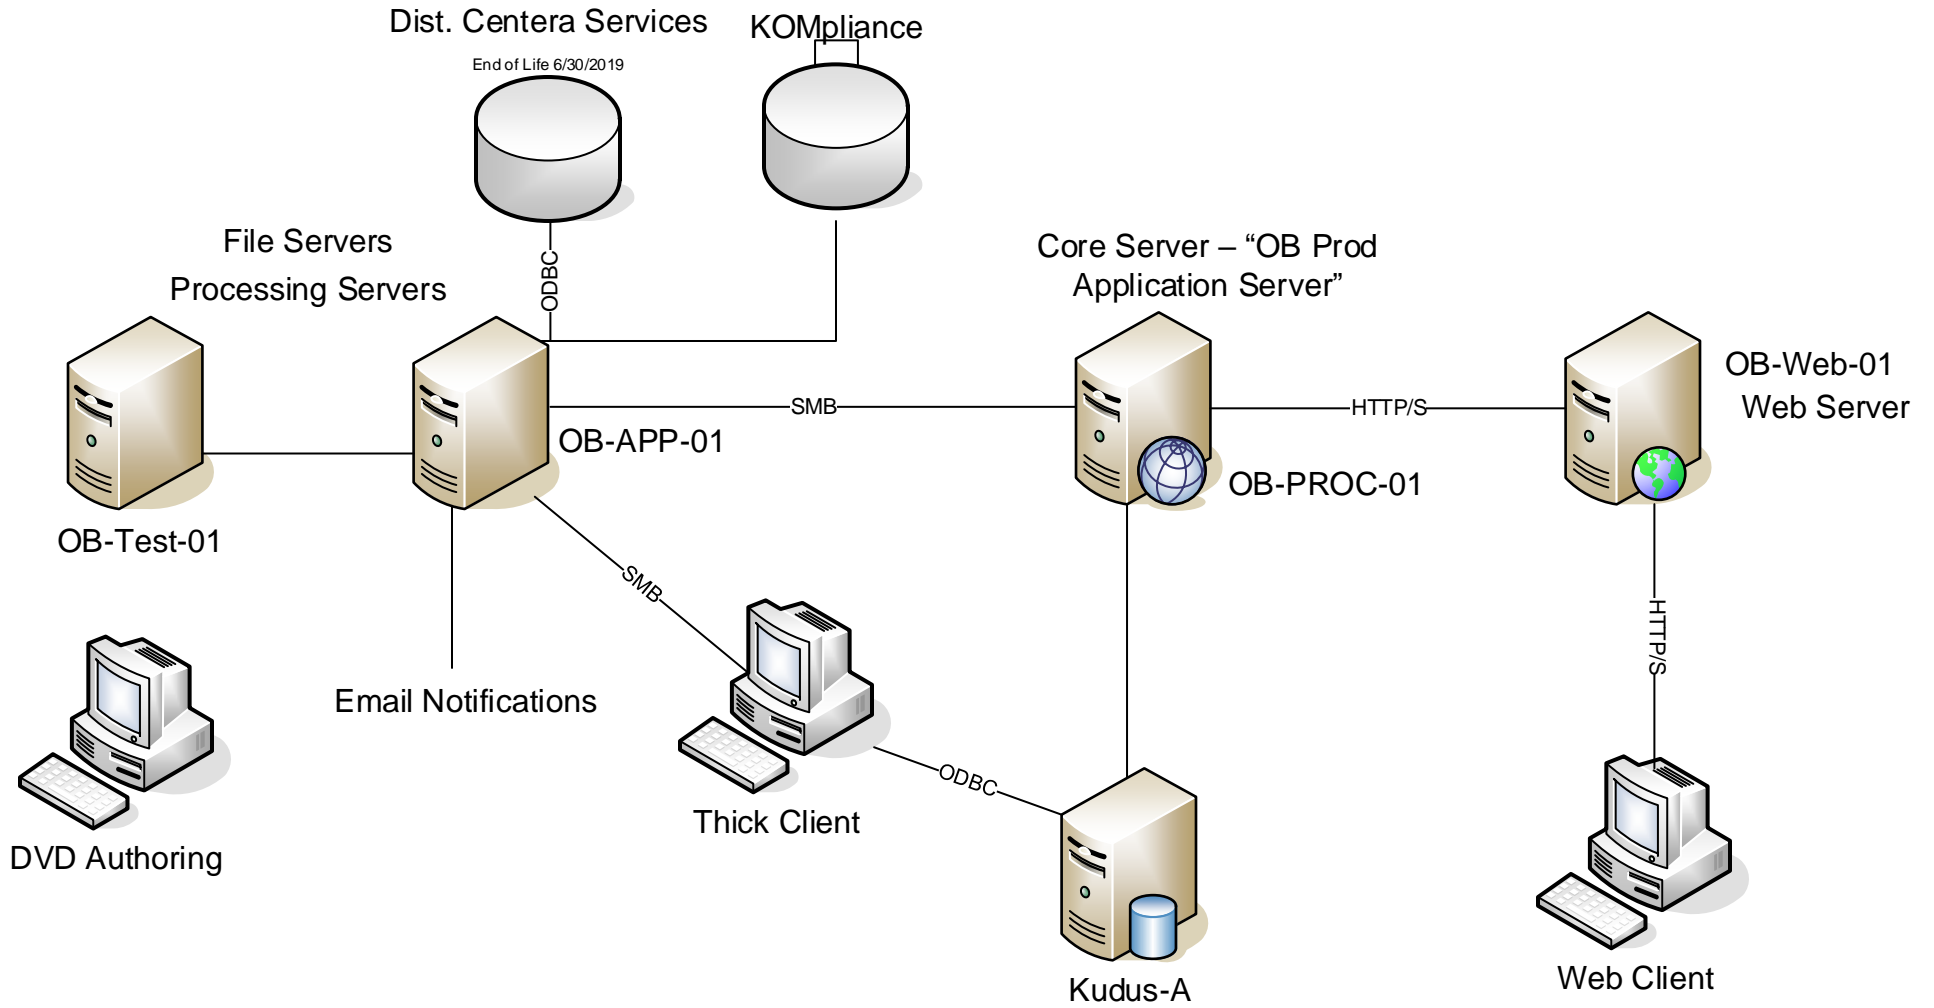 Dist. Centera Services
KOMpliance
End of Life 6/30/2019
File Servers
Processing Servers
ODBC
Core Server – “OB Prod
Application Server”
OB-Web-01
Web Server
SMB
HTTP/S
OB-APP-01
OB-PROC-01
OB-Test-01
SMB
HTTP/S
Email Notifications
ODBC
Thick Client
DVD Authoring
Web Client
Kudus-A